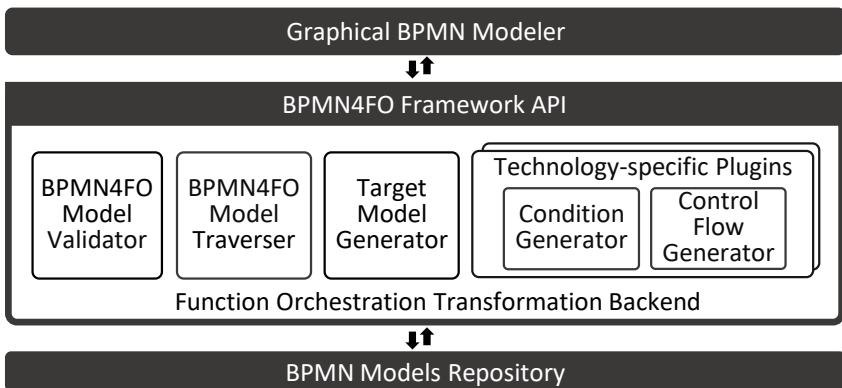 Graphical BPMN Modeler
BPMN4FO Framework API
BPMN4FO
Model
Validator
BPMN4FO
Model
Traverser
Target
Model
Generator
Technology-specific Plugins
Condition
Generator
Control
Flow
Generator
Function Orchestration Transformation Backend
BPMN Models Repository